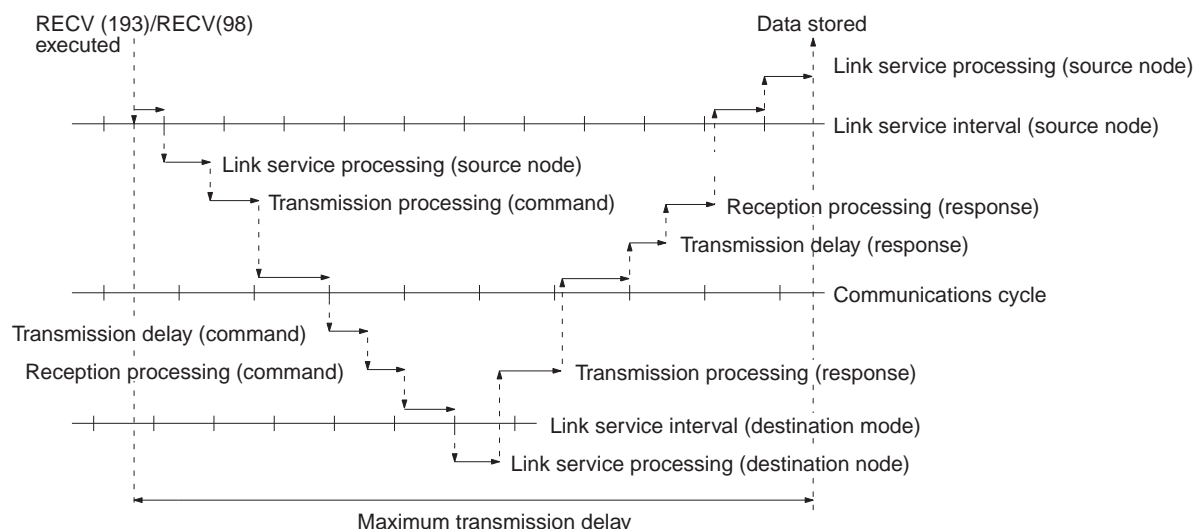 RECV (193)/RECV(98)
executed
Data stored
Link service processing (source node)
Link service interval (source node)
Link service processing (source node)
Transmission processing (command)
Reception processing (response)
Transmission delay (response)
Communications cycle
Transmission delay (command)
Reception processing (command)
Transmission processing (response)
Link service interval (destination mode)
Link service processing (destination node)
Maximum transmission delay